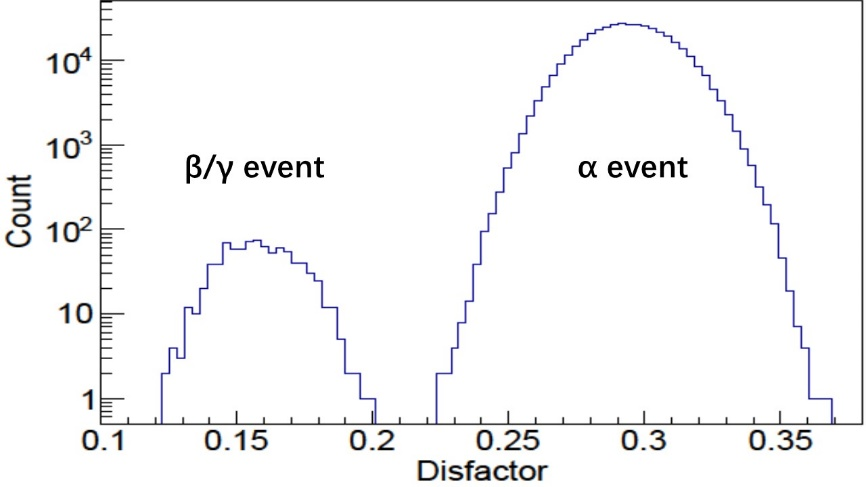 10⁴
10³
10²
10
1
Count
β/γ event
α event
0.1 0.15 0.2 0.25 0.3 0.35
Disfactor